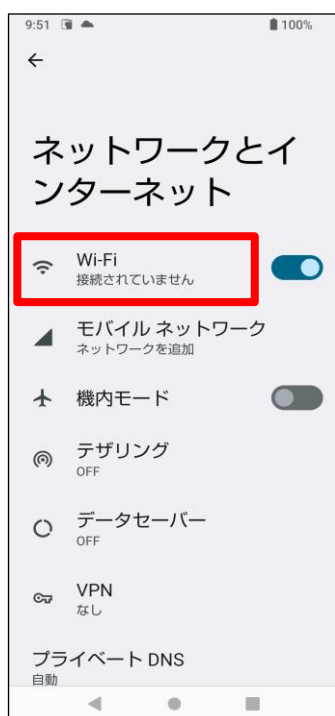 9:51
100%
ネットワークとイ
ンターネット
Wi-Fi
接続されていません
モバイル ネットワーク
ネットワークを追加
機内モード
テザリング
OFF
データセーバー
OFF
VPN
なし
プライベート DNS
自動